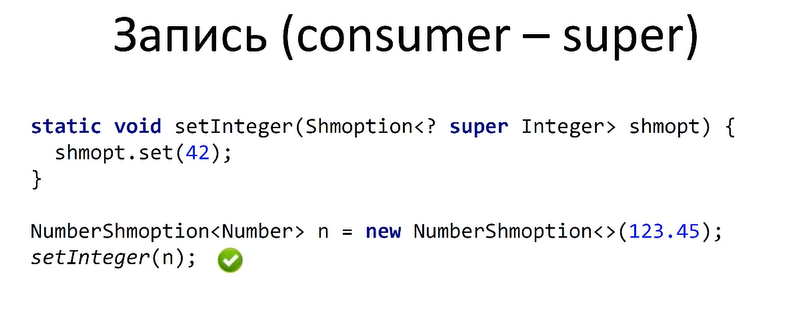 Запись (consumer – super)
static void setInteger(Shmoption<? super Integer> shmopt) {
  shmopt.set(42);
}
NumberShmoption<Number> n = new NumberShmoption<>(123.45);
setInteger(n);